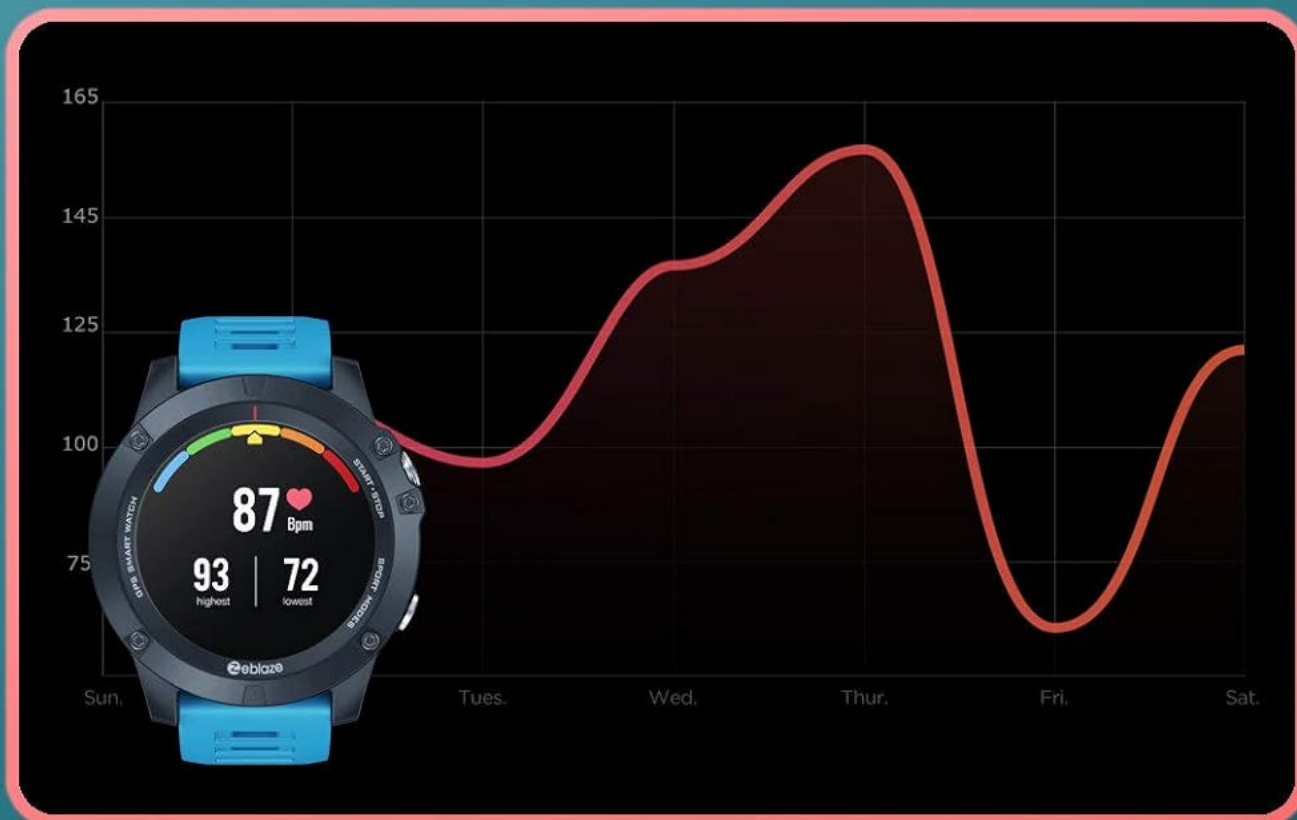 165
145
125
100
75
START·STOP
GPS SMART WATCH
87
Bpm
93
72
highest
lowest
SPORT MODES
Zeblaze
Sun.
Tues.
Wed.
Thur.
Fri.
Sat.